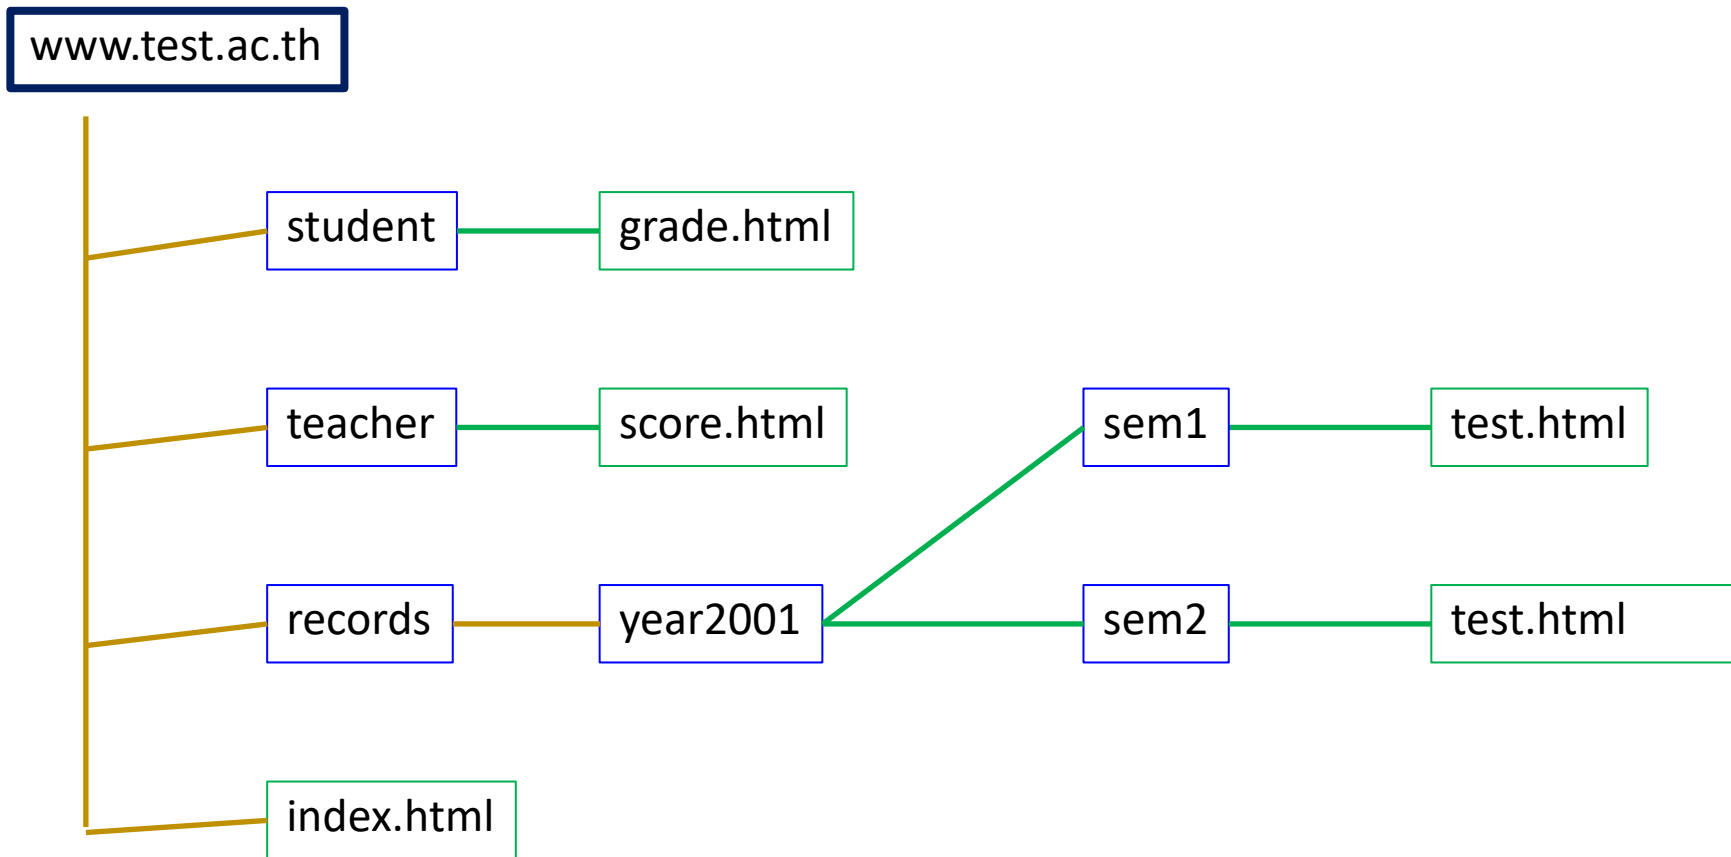 www.test.ac.th
student
grade.html
teacher
score.html
sem1
test.html
records
year2001
sem2
test.html
index.html